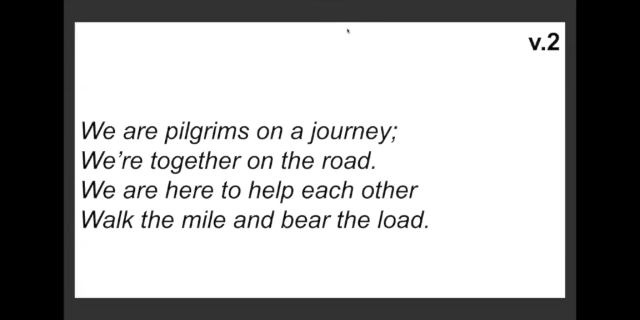 v.2
We are pilgrims on a journey;
We’re together on the road.
We are here to help each other
Walk the mile and bear the load.